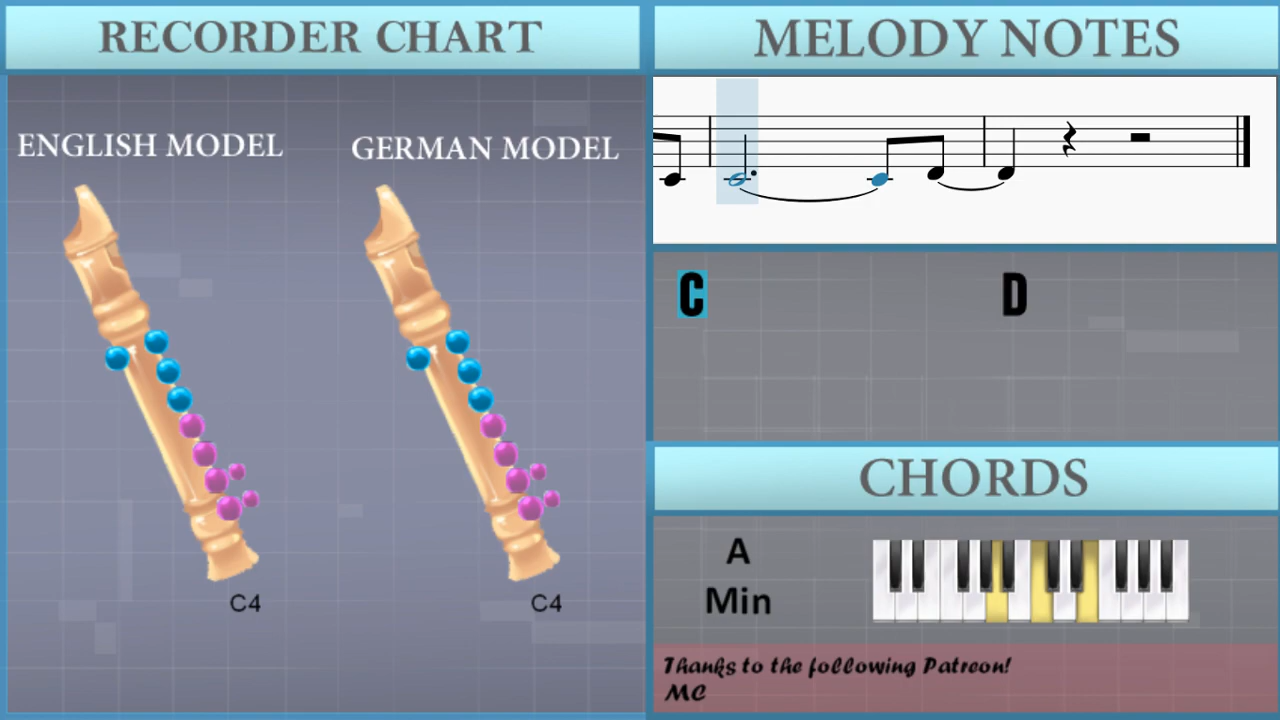 RECORDER CHART
MELODY NOTES
ENGLISH MODEL
GERMAN MODEL
C4
C4
C
D
CHORDS
A
Min
Thanks to the following Patreon!
MC